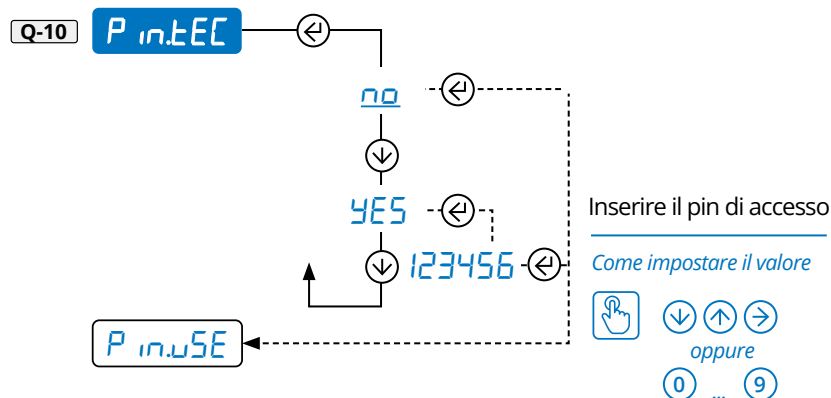 Q-10 P in.tEC
no
YES
Inserire il pin di accesso
123456
Come impostare il valore
P in.uSE
oppure
0 ... 9